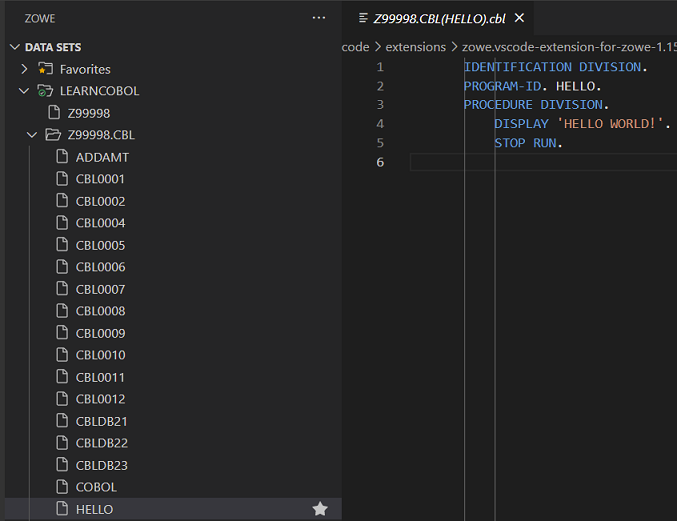 ZOWE
DATA SETS
Favorites
LEARNCOBOL
Z99998
Z99998.CBL
ADDAMT
CBL0001
CBL0002
CBL0004
CBL0005
CBL0006
CBL0007
CBL0008
CBL0009
CBL0010
CBL0011
CBL0012
CBLDB21
CBLDB22
CBLDB23
COBOL
HELLO
Z99998.CBL(HELLO).cbl
code > extensions > zowe.vscode-extension-for-zowe-1.15
1 IDENTIFICATION DIVISION.
2 PROGRAM-ID. HELLO.
3 PROCEDURE DIVISION.
4 DISPLAY 'HELLO WORLD!'.
5 STOP RUN.
6